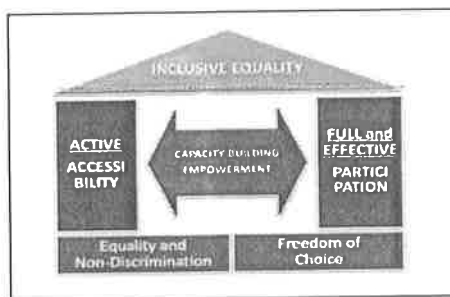 INCLUSIVE EQUALITY
ACTIVE
ACCESSI
BILITY
CAPACITY BUILDING
EMPOWERMENT
FULL and
EFFECTIVE
PARTICI
PATION
Equality and
Non-Discrimination
Freedom of
Choice